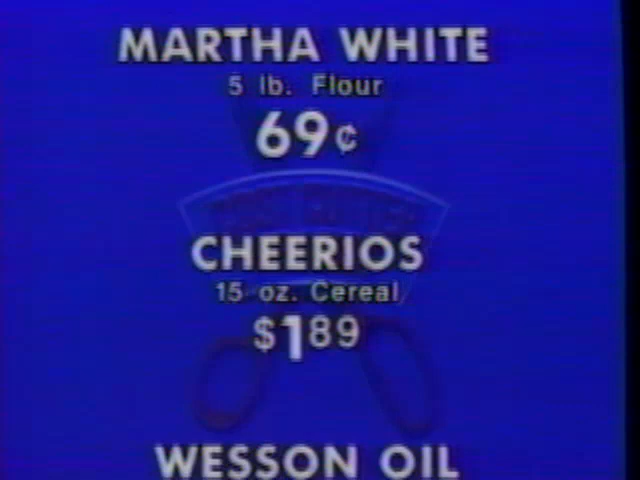 MARTHA WHITE
5 lb. Flour
69¢
CHEERIOS
15 oz. Cereal
$1 89
WESSON OIL